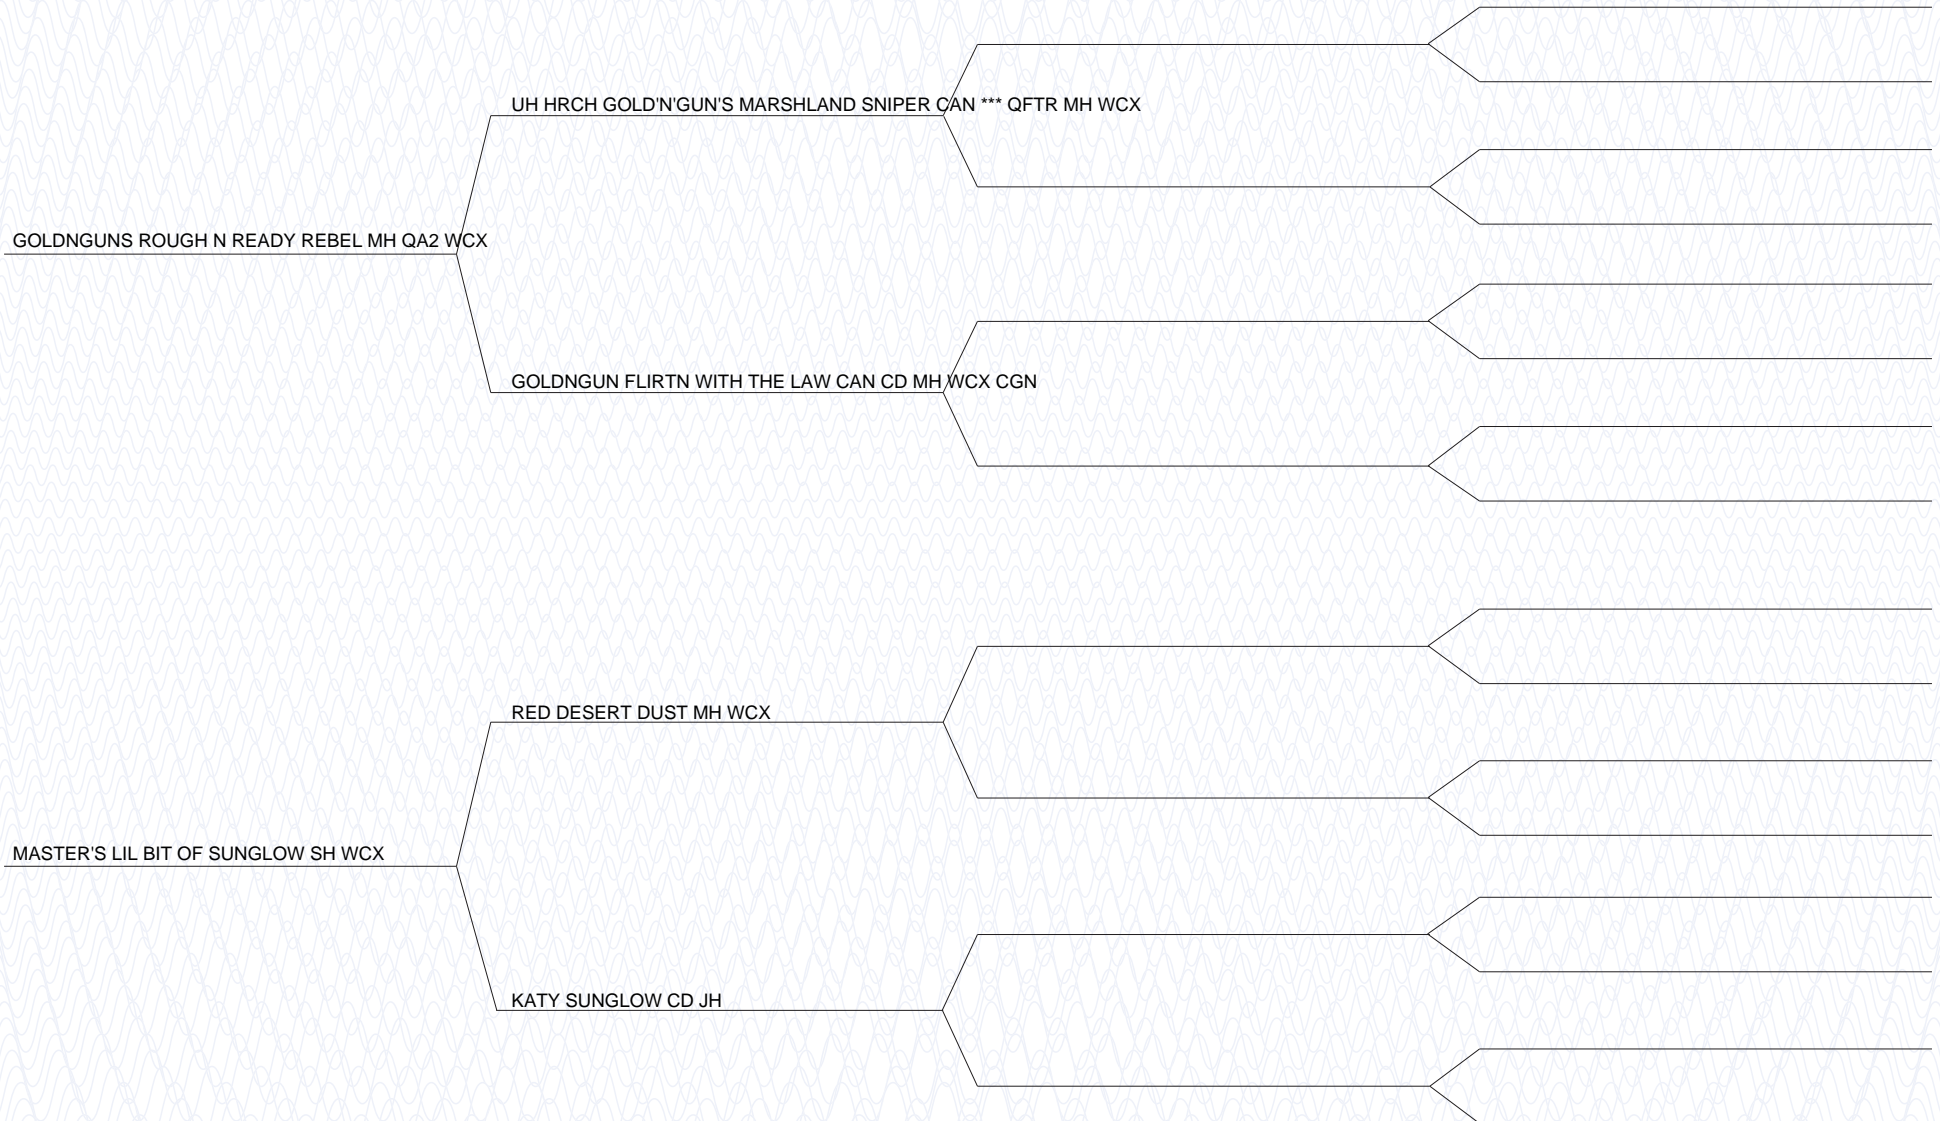 UH HRCH GOLD'N'GUN'S MARSHLAND SNIPER CAN *** QFTR MH WCX
GOLDNGUNS ROUGH N READY REBEL MH QA2 WCX
GOLDNGUN FLIRTN WITH THE LAW CAN CD MH WCX CGN
RED DESERT DUST MH WCX
MASTER'S LIL BIT OF SUNGLOW SH WCX
KATY SUNGLOW CD JH